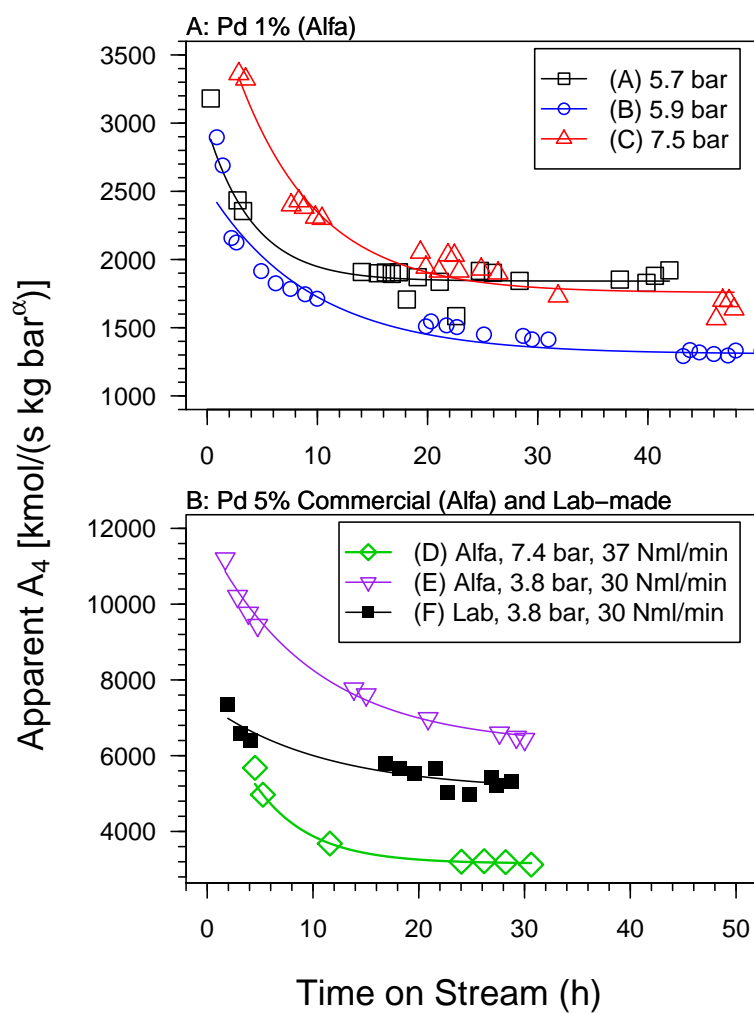 A: Pd 1% (Alfa)
3500
3000
2500
2000
1500
1000
(A) 5.7 bar
(B) 5.9 bar
(C) 7.5 bar
0 10 20 30 40
B: Pd 5% Commercial (Alfa) and Lab−made
12000
10000
8000
6000
4000
(D) Alfa, 7.4 bar, 37 Nml/min
(E) Alfa, 3.8 bar, 30 Nml/min
(F) Lab, 3.8 bar, 30 Nml/min
0 10 20 30 40 50
Apparent A₄ [kmol/(s kg bar^α)]
Time on Stream (h)